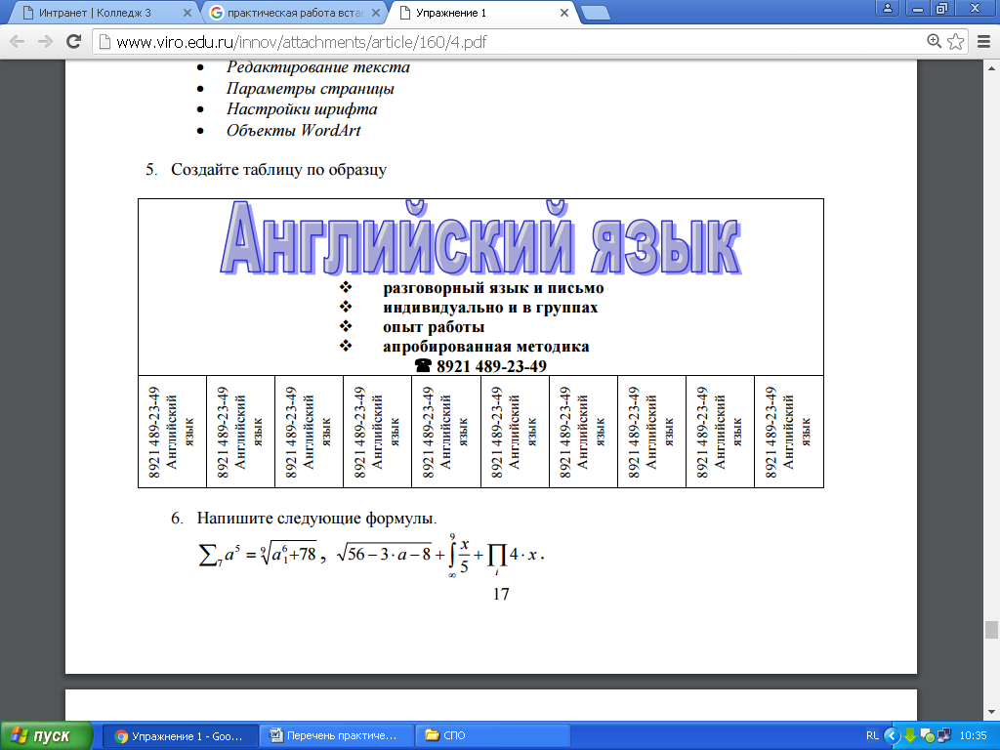 Интранет | Колледж 3
практическая работа вста
Упражнение 1
www.viro.edu.ru/innov/attachments/article/160/4.pdf
• Редактирование текста
• Параметры страницы
• Настройки шрифта
• Объекты WordArt
5. Создайте таблицу по образцу
Английский язык
❖ разговорный язык и письмо
❖ индивидуально и в группах
❖ опыт работы
❖ апробированная методика
☎ 8921 489-23-49
8921 489-23-49
Английский
язык
8921 489-23-49
Английский
язык
8921 489-23-49
Английский
язык
8921 489-23-49
Английский
язык
8921 489-23-49
Английский
язык
8921 489-23-49
Английский
язык
8921 489-23-49
Английский
язык
8921 489-23-49
Английский
язык
8921 489-23-49
Английский
язык
8921 489-23-49
Английский
язык
6. Напишите следующие формулы.
∑₇a⁵ = ⁹√(a₁⁶+78) , √(56−3·a−8) + ∫_∞^9 x/5 + ∏_i 4·x .
17
пуск
Упражнение 1 - Goo...
Перечень практиче...
СПО
RL
10:35